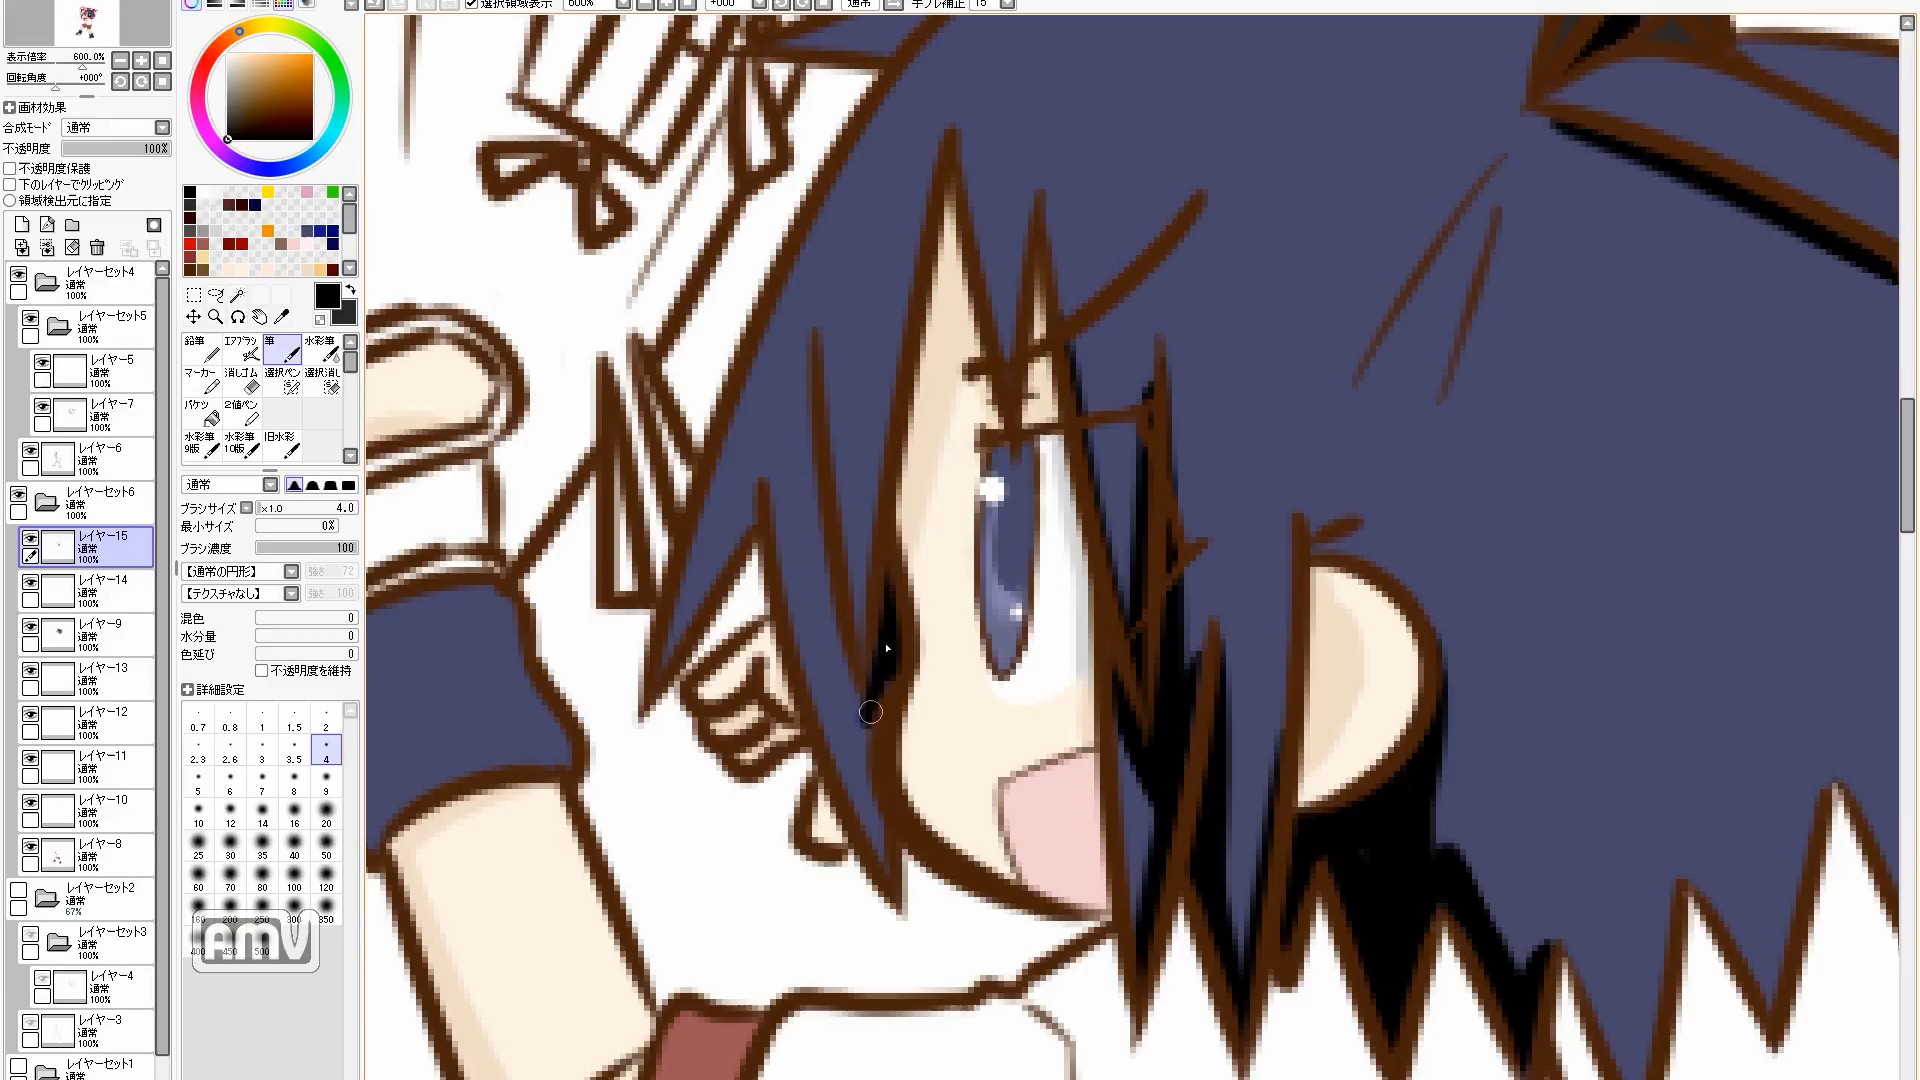 選択領域表示 600% +000° 通常 手ブレ補正 15
表示倍率 600.0%
回転角度 +000°
画材効果
合成モード 通常
不透明度 100%
不透明度保護
下のレイヤーでクリッピング
領域検出元に指定
レイヤーセット4
通常
100%
レイヤーセット5
通常
100%
レイヤー5
通常
100%
レイヤー7
通常
100%
レイヤー6
通常
100%
レイヤーセット6
通常
100%
レイヤー15
通常
100%
レイヤー14
通常
100%
レイヤー9
通常
100%
レイヤー13
通常
100%
レイヤー12
通常
100%
レイヤー11
通常
100%
レイヤー10
通常
100%
レイヤー8
通常
100%
レイヤーセット2
通常
67%
レイヤーセット3
通常
100%
レイヤー4
通常
100%
レイヤー3
通常
100%
レイヤーセット1
通常
鉛筆 エアブラシ 筆 水彩筆
マーカー 消しゴム 選択ペン 選択消し
バケツ 2値ペン
水彩筆 水彩筆 旧水彩
9版 10版
通常
ブラシサイズ ×1.0 4.0
最小サイズ 0%
ブラシ濃度 100
【通常の円形】 強さ 72
【テクスチャなし】 強さ 100
混色 0
水分量 0
色延び 0
不透明度を維持
詳細設定
0.7 0.8 1 1.5 2
2.3 2.6 3 3.5 4
5 6 7 8 9
10 12 14 16 20
25 30 35 40 50
60 70 80 100 120
160 200 250 300 350
400 450 500
AMV